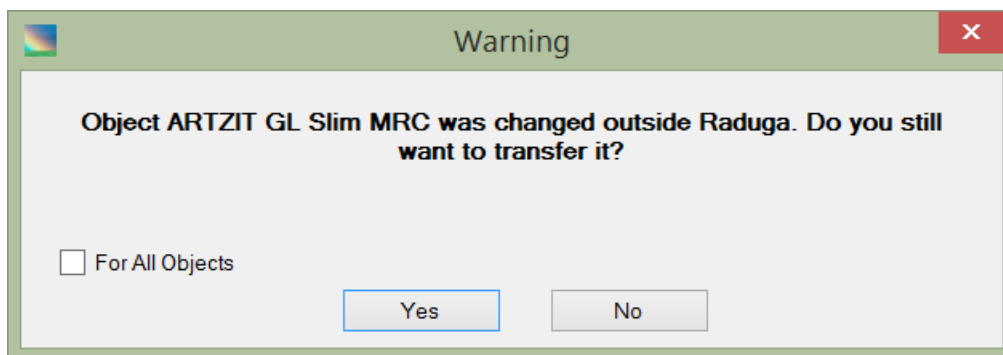 Warning
Object ARTZIT GL Slim MRC was changed outside Raduga. Do you still
want to transfer it?
For All Objects
Yes
No